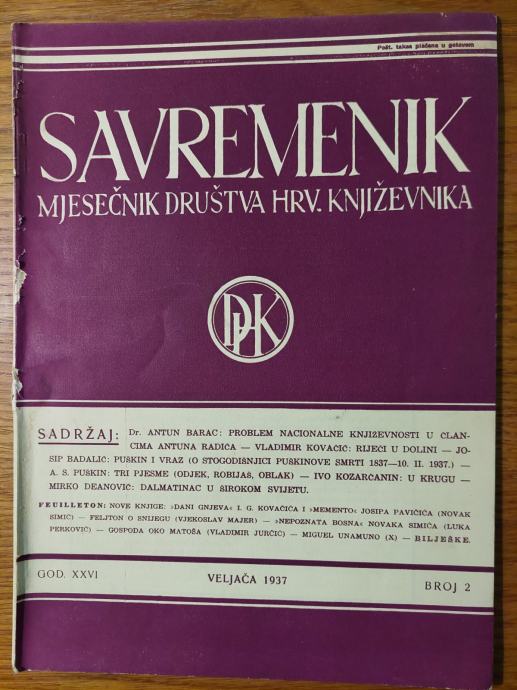 Pošt. taksa plaćena u gotovom
SAVREMENIK
MJESEČNIK DRUŠTVA HRV. KNJIŽEVNIKA
DHK
SADRŽAJ: Dr. ANTUN BARAC: PROBLEM NACIONALNE KNJIŽEVNOSTI U ČLAN-
CIMA ANTUNA RADIĆA — VLADIMIR KOVAČIĆ: RIJEČI U DOLINI — JO-
SIP BADALIĆ: PUŠKIN I VRAZ (O STOGODIŠNJICI PUŠKINOVE SMRTI 1837—10. II. 1937.) —
A. S. PUŠKIN: TRI PJESME (ODJEK, ROBIJAŠ, OBLAK) — IVO KOZARČANIN: U KRUGU —
MIRKO DEANOVIĆ: DALMATINAC U ŠIROKOM SVIJETU.
FEUILLETON: NOVE KNJIGE: »DANI GNJEVA« I. G. KOVAČIĆA I »MEMENTO« JOSIPA PAVIČIĆA (NOVAK
SIMIĆ) — FELJTON O SNIJEGU (VJEKOSLAV MAJER) — »NEPOZNATA BOSNA« NOVAKA SIMIĆA (LUKA
PERKOVIĆ) — GOSPODA OKO MATOŠA (VLADIMIR JURČIĆ) — MIGUEL UNAMUNO (X) — BILJEŠKE.
GOD. XXVI
VELJAČA 1937
BROJ 2